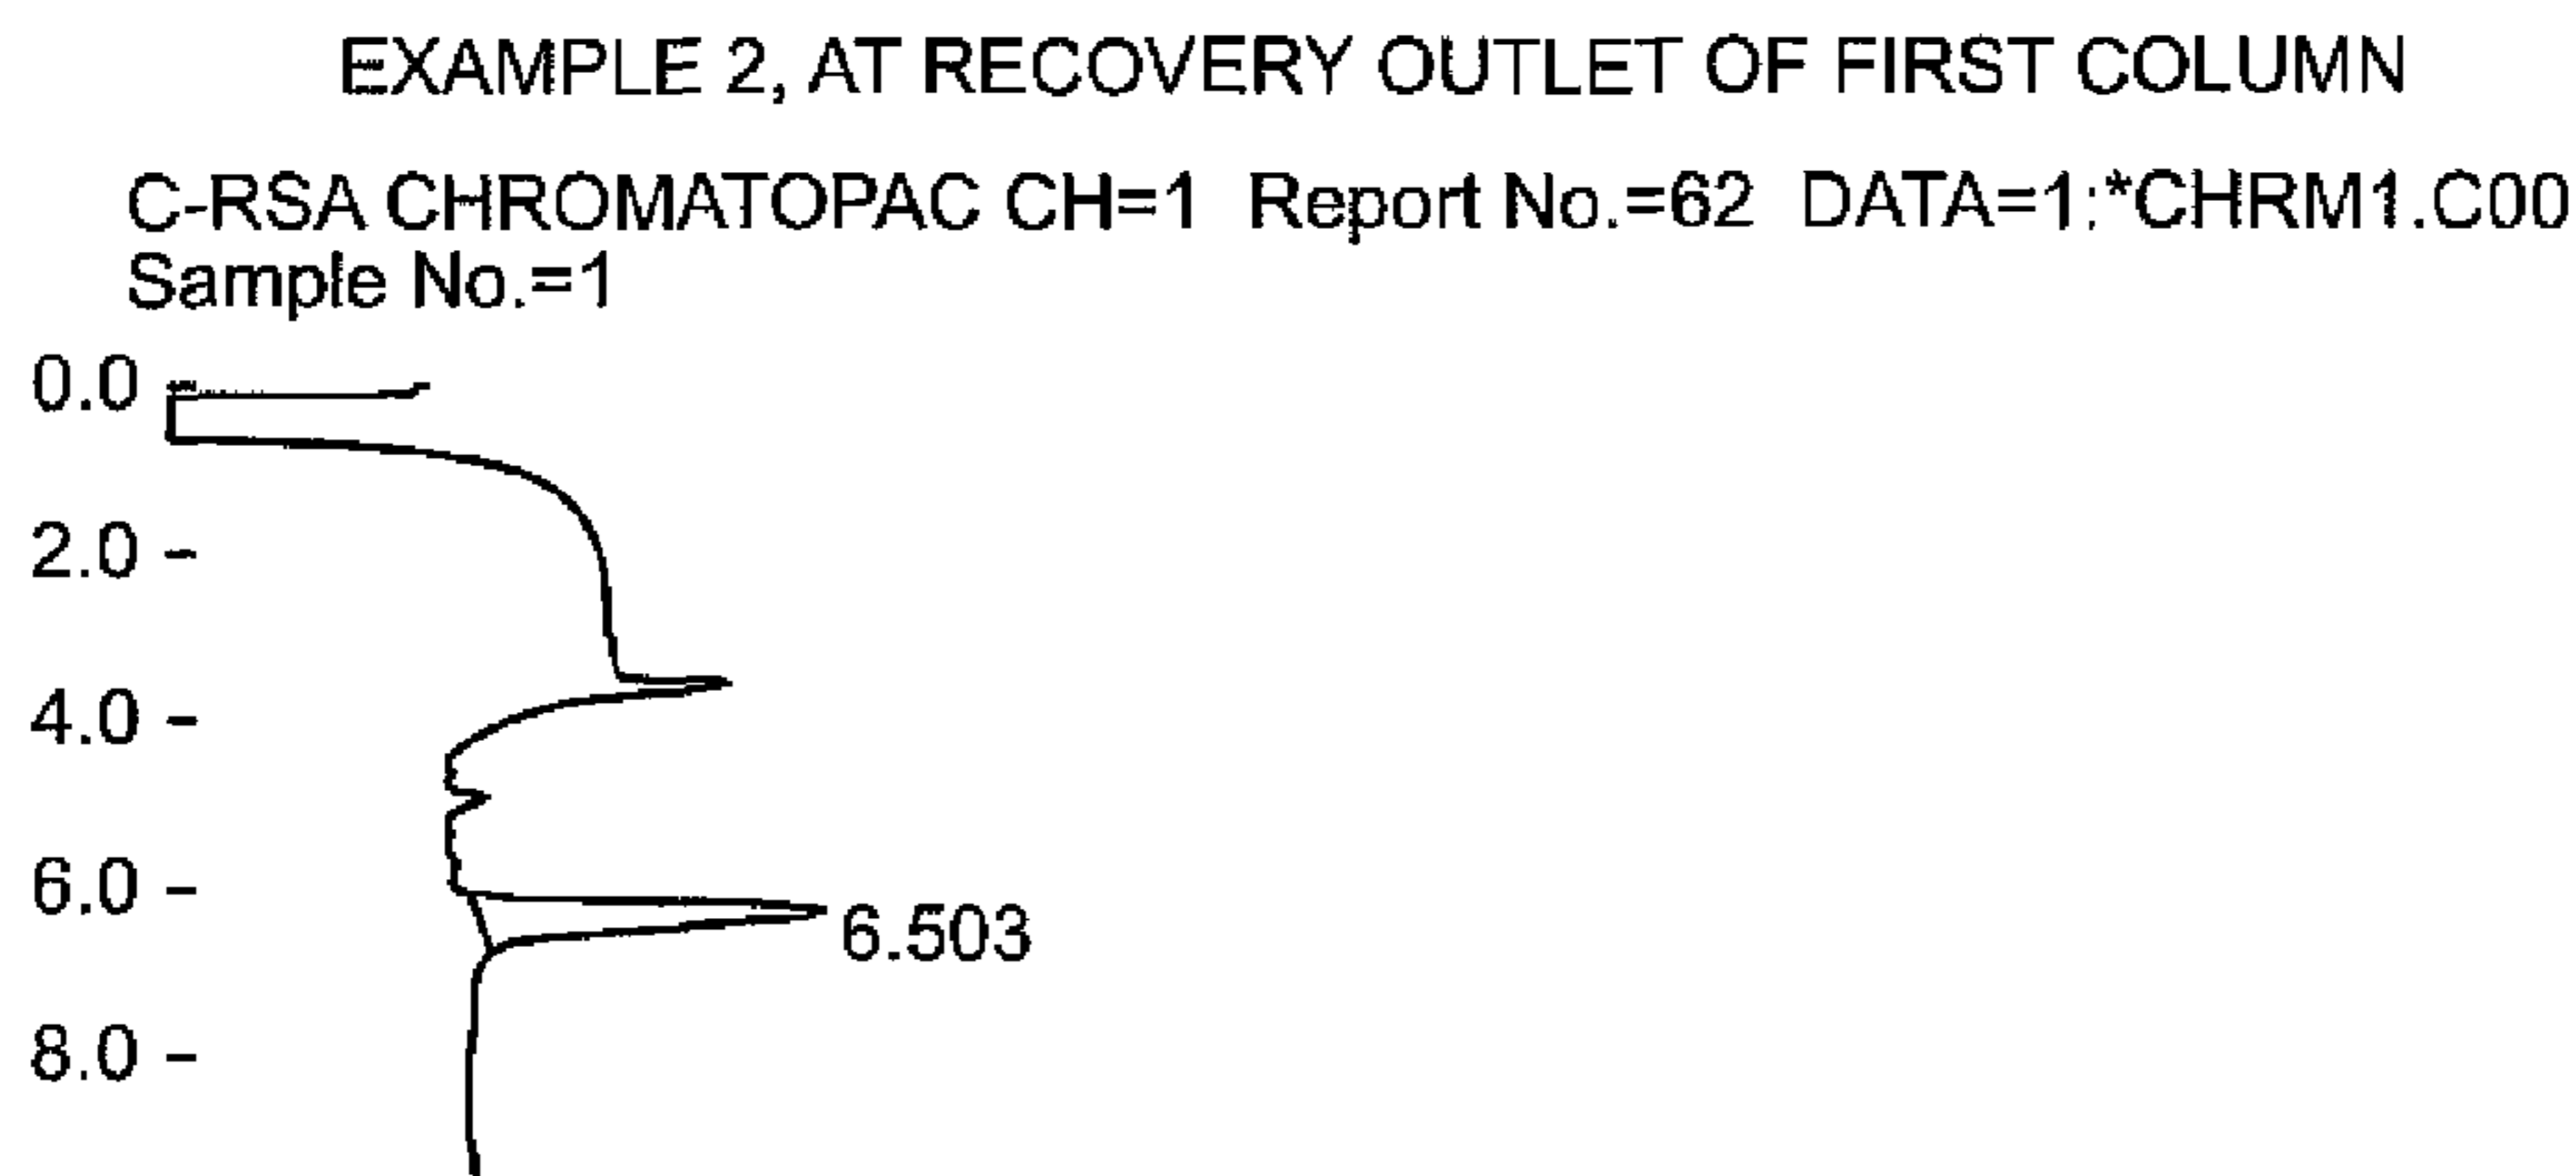 EXAMPLE 2, AT RECOVERY OUTLET OF FIRST COLUMN
C-RSA CHROMATOPAC CH=1 Report No.=62 DATA=1:*CHRM1.C00
Sample No.=1
0.0
2.0
4.0
6.0
6.503
8.0